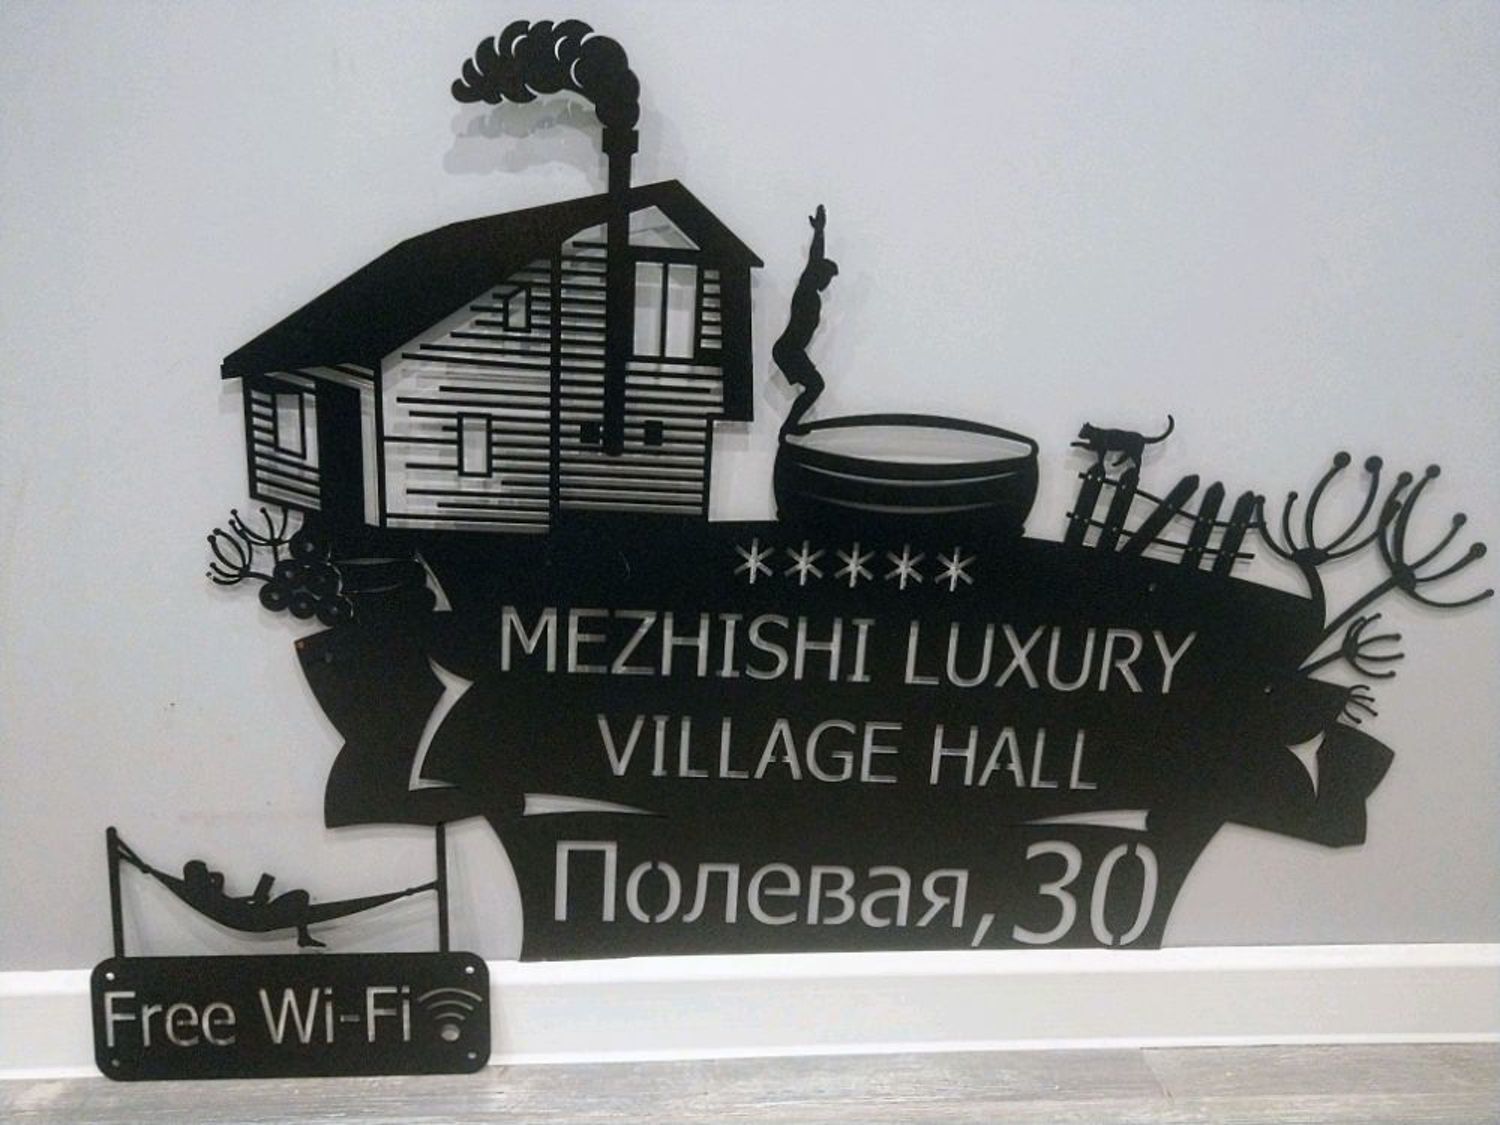 *****
MEZHISHI LUXURY
VILLAGE HALL
Полевая, 30
Free Wi-Fi